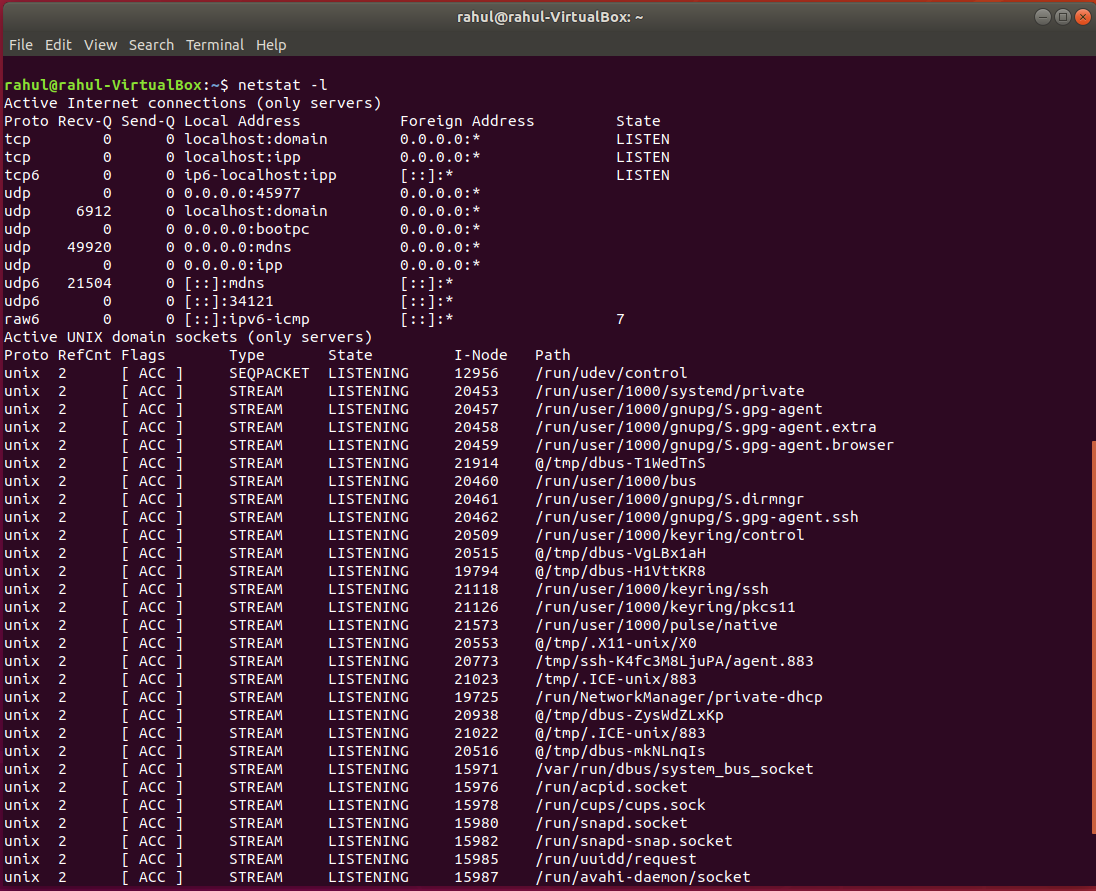 rahul@rahul-VirtualBox: ~
File Edit View Search Terminal Help
rahul@rahul-VirtualBox:~$ netstat -l
Active Internet connections (only servers)
Proto Recv-Q Send-Q Local Address           Foreign Address         State
tcp        0      0 localhost:domain        0.0.0.0:*               LISTEN
tcp        0      0 localhost:ipp           0.0.0.0:*               LISTEN
tcp6       0      0 ip6-localhost:ipp       [::]:*                  LISTEN
udp        0      0 0.0.0.0:45977           0.0.0.0:*
udp     6912      0 localhost:domain        0.0.0.0:*
udp        0      0 0.0.0.0:bootpc          0.0.0.0:*
udp    49920      0 0.0.0.0:mdns            0.0.0.0:*
udp        0      0 0.0.0.0:ipp             0.0.0.0:*
udp6   21504      0 [::]:mdns               [::]:*
udp6       0      0 [::]:34121              [::]:*
raw6       0      0 [::]:ipv6-icmp          [::]:*                  7
Active UNIX domain sockets (only servers)
Proto RefCnt Flags       Type       State         I-Node   Path
unix  2      [ ACC ]     SEQPACKET  LISTENING     12956    /run/udev/control
unix  2      [ ACC ]     STREAM     LISTENING     20453    /run/user/1000/systemd/private
unix  2      [ ACC ]     STREAM     LISTENING     20457    /run/user/1000/gnupg/S.gpg-agent
unix  2      [ ACC ]     STREAM     LISTENING     20458    /run/user/1000/gnupg/S.gpg-agent.extra
unix  2      [ ACC ]     STREAM     LISTENING     20459    /run/user/1000/gnupg/S.gpg-agent.browser
unix  2      [ ACC ]     STREAM     LISTENING     21914    @/tmp/dbus-T1WedTnS
unix  2      [ ACC ]     STREAM     LISTENING     20460    /run/user/1000/bus
unix  2      [ ACC ]     STREAM     LISTENING     20461    /run/user/1000/gnupg/S.dirmngr
unix  2      [ ACC ]     STREAM     LISTENING     20462    /run/user/1000/gnupg/S.gpg-agent.ssh
unix  2      [ ACC ]     STREAM     LISTENING     20509    /run/user/1000/keyring/control
unix  2      [ ACC ]     STREAM     LISTENING     20515    @/tmp/dbus-VgLBx1aH
unix  2      [ ACC ]     STREAM     LISTENING     19794    @/tmp/dbus-H1VttKR8
unix  2      [ ACC ]     STREAM     LISTENING     21118    /run/user/1000/keyring/ssh
unix  2      [ ACC ]     STREAM     LISTENING     21126    /run/user/1000/keyring/pkcs11
unix  2      [ ACC ]     STREAM     LISTENING     21573    /run/user/1000/pulse/native
unix  2      [ ACC ]     STREAM     LISTENING     20553    @/tmp/.X11-unix/X0
unix  2      [ ACC ]     STREAM     LISTENING     20773    /tmp/ssh-K4fc3M8LjuPA/agent.883
unix  2      [ ACC ]     STREAM     LISTENING     21023    /tmp/.ICE-unix/883
unix  2      [ ACC ]     STREAM     LISTENING     19725    /run/NetworkManager/private-dhcp
unix  2      [ ACC ]     STREAM     LISTENING     20938    @/tmp/dbus-ZysWdZLxKp
unix  2      [ ACC ]     STREAM     LISTENING     21022    @/tmp/.ICE-unix/883
unix  2      [ ACC ]     STREAM     LISTENING     20516    @/tmp/dbus-mkNLnqIs
unix  2      [ ACC ]     STREAM     LISTENING     15971    /var/run/dbus/system_bus_socket
unix  2      [ ACC ]     STREAM     LISTENING     15976    /run/acpid.socket
unix  2      [ ACC ]     STREAM     LISTENING     15978    /run/cups/cups.sock
unix  2      [ ACC ]     STREAM     LISTENING     15980    /run/snapd.socket
unix  2      [ ACC ]     STREAM     LISTENING     15982    /run/snapd-snap.socket
unix  2      [ ACC ]     STREAM     LISTENING     15985    /run/uuidd/request
unix  2      [ ACC ]     STREAM     LISTENING     15987    /run/avahi-daemon/socket